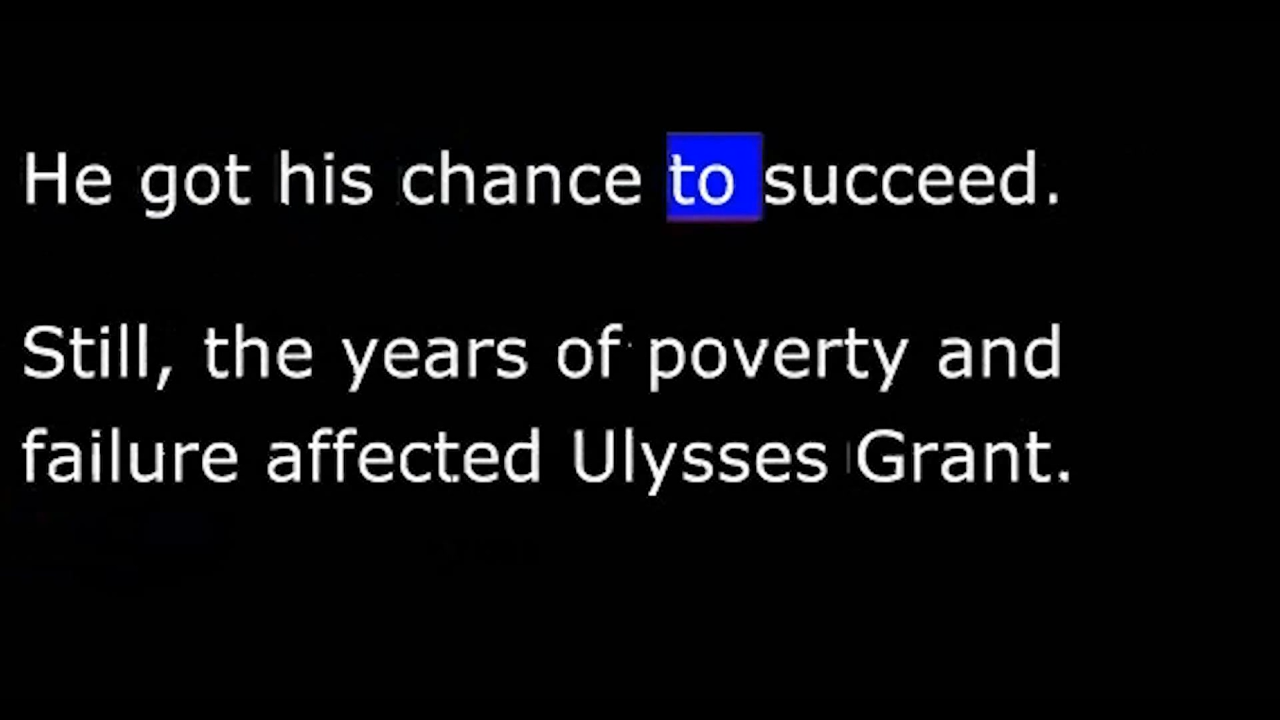 He got his chance to succeed.
Still, the years of poverty and
failure affected Ulysses Grant.